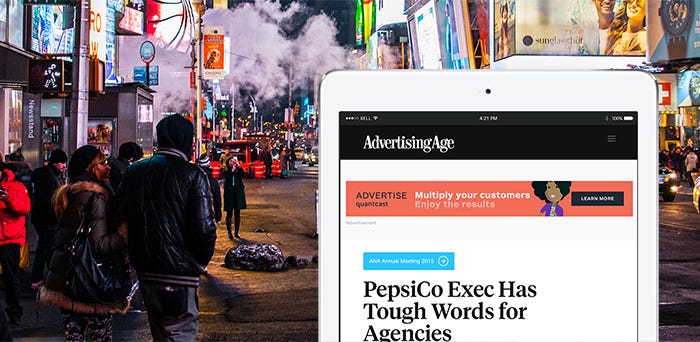 sunglass hut
Newsstand
BELL
4:21 PM
100%
AdvertisingAge
ADVERTISE
quantcast
Multiply your customers
Enjoy the results
LEARN MORE
Advertisement
ANA Annual Meeting 2015
PepsiCo Exec Has
Tough Words for
Agencies